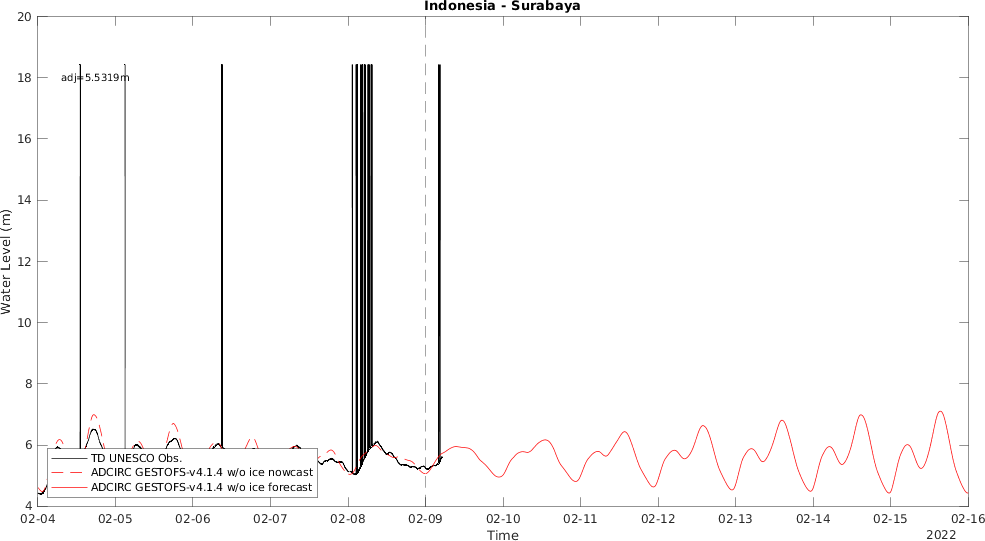 Indonesia - Surabaya
20
18
16
14
12
10
8
6
4
Water Level (m)
adj=5.5319m
TD UNESCO Obs.
ADCIRC GESTOFS-v4.1.4 w/o ice nowcast
ADCIRC GESTOFS-v4.1.4 w/o ice forecast
02-04 02-05 02-06 02-07 02-08 02-09 02-10 02-11 02-12 02-13 02-14 02-15 02-16
Time
2022